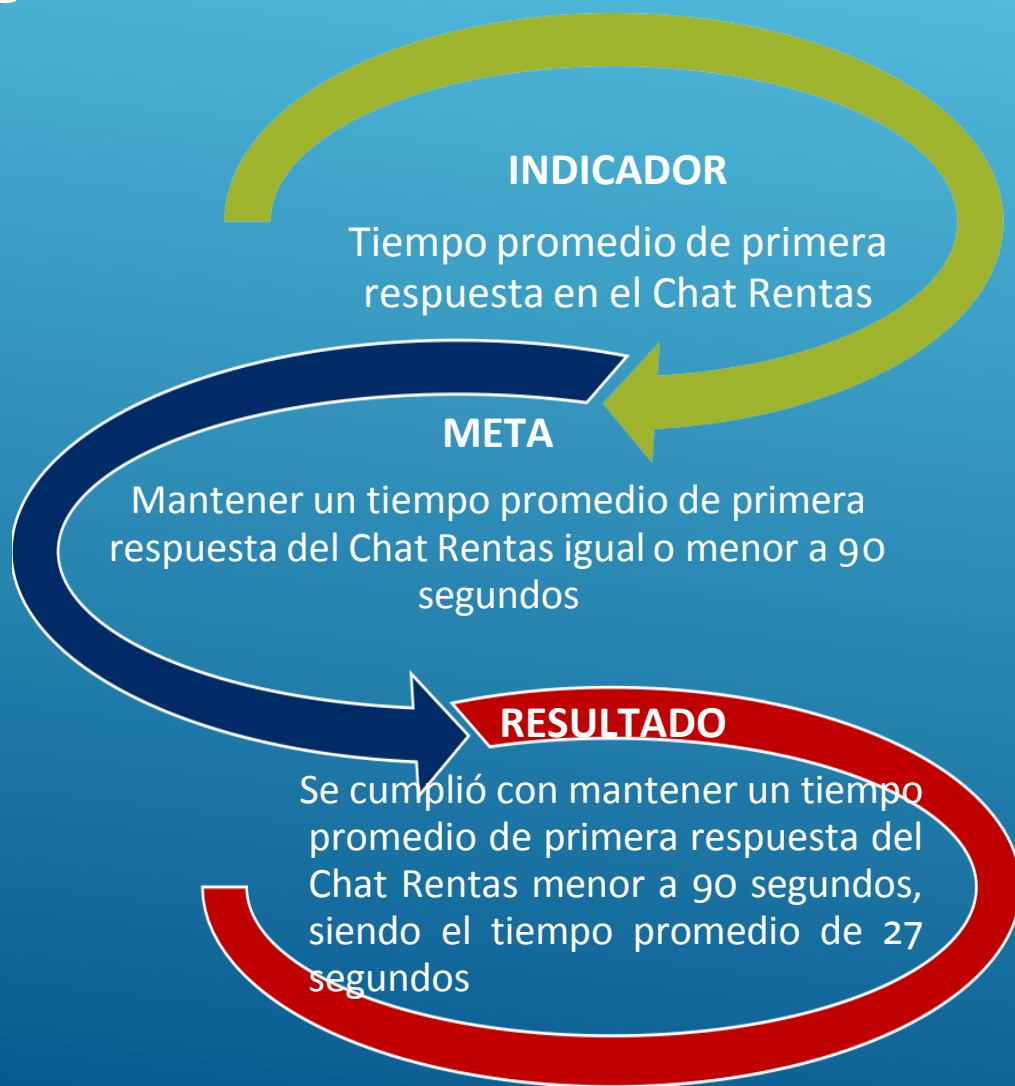 INDICADOR
Tiempo promedio de primera
respuesta en el Chat Rentas
META
Mantener un tiempo promedio de primera
respuesta del Chat Rentas igual o menor a 90
segundos
RESULTADO
Se cumplió con mantener un tiempo
promedio de primera respuesta del
Chat Rentas menor a 90 segundos,
siendo el tiempo promedio de 27
segundos